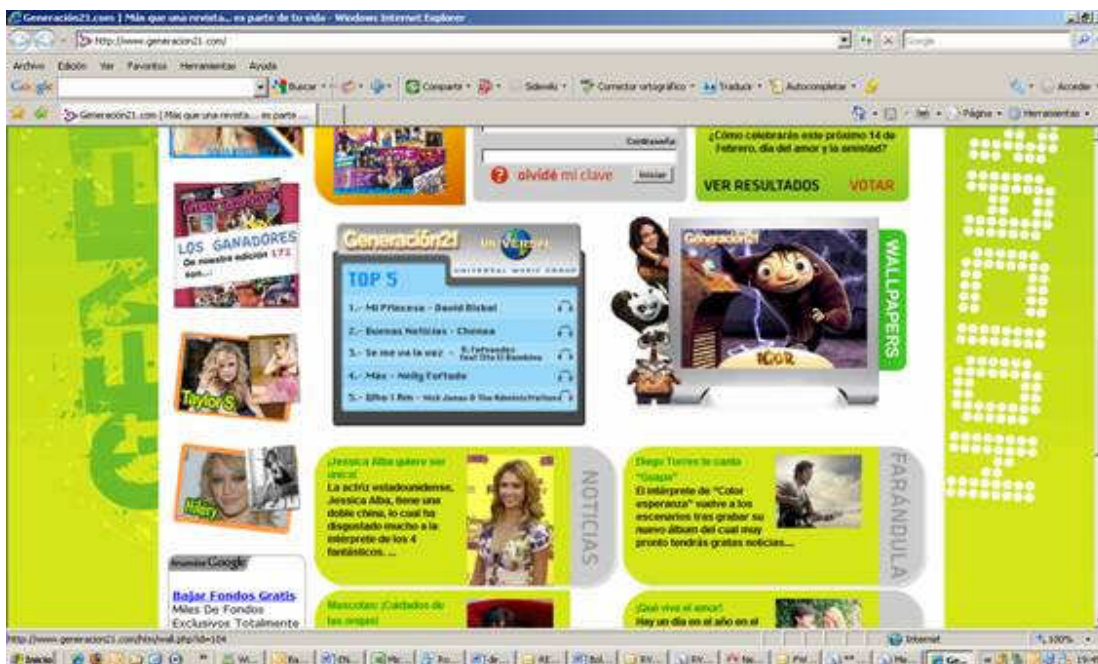 Generación21.com | Más que una revista... es parte de tu vida - Windows Internet Explorer
http://www.generacion21.com/
Google
Archivo Edición Ver Favoritos Herramientas Ayuda
Google
Buscar
Compartir
Sidewiki
Corrector ortográfico
Traducir
Autocompletar
Acceder
Generación21.com | Más que una revista... es parte ...
Página
Herramientas
Contraseña:
olvidé mi clave
Iniciar
¿Cómo celebrarás este próximo 14 de
Febrero, día del amor y la amistad?
VER RESULTADOS VOTAR
LOS GANADORES
De nuestra edición 172
son...
Taylor S.
Hilary
Generación21
UNIVERSAL
UNIVERSAL MUSIC GROUP
TOP 5
1.- Mi Princesa - David Bisbal
2.- Buenas Noticias - Chenoa
3.- Se me va la voz -
4.- Más - Nelly Furtado
5.- Who I Am - Nick Jonas & The Administration
Generación21
IGOR
WALLPAPERS
¡Jessica Alba quiere ser
única!
La actriz estadounidense,
Jessica Alba, tiene una
doble china, lo cual ha
disgustado mucho a la
intérprete de los 4
fantásticos. ...
NOTICIAS
Diego Torres te canta
"Guapa"
El intérprete de "Color
esperanza" vuelve a los
escenarios tras grabar su
nuevo álbum del cual muy
pronto tendrás gratas noticias...
FARÁNDULA
Anuncios Google
Bajar Fondos Gratis
Miles De Fondos
Exclusivos Totalmente
Mascotas: ¡Cuidados de
las orejas!
¡Qué viva el amor!
Hay un día en el año en el
http://www.generacion21.com/htm/wall.php?id=104
Internet
100%
Inicio